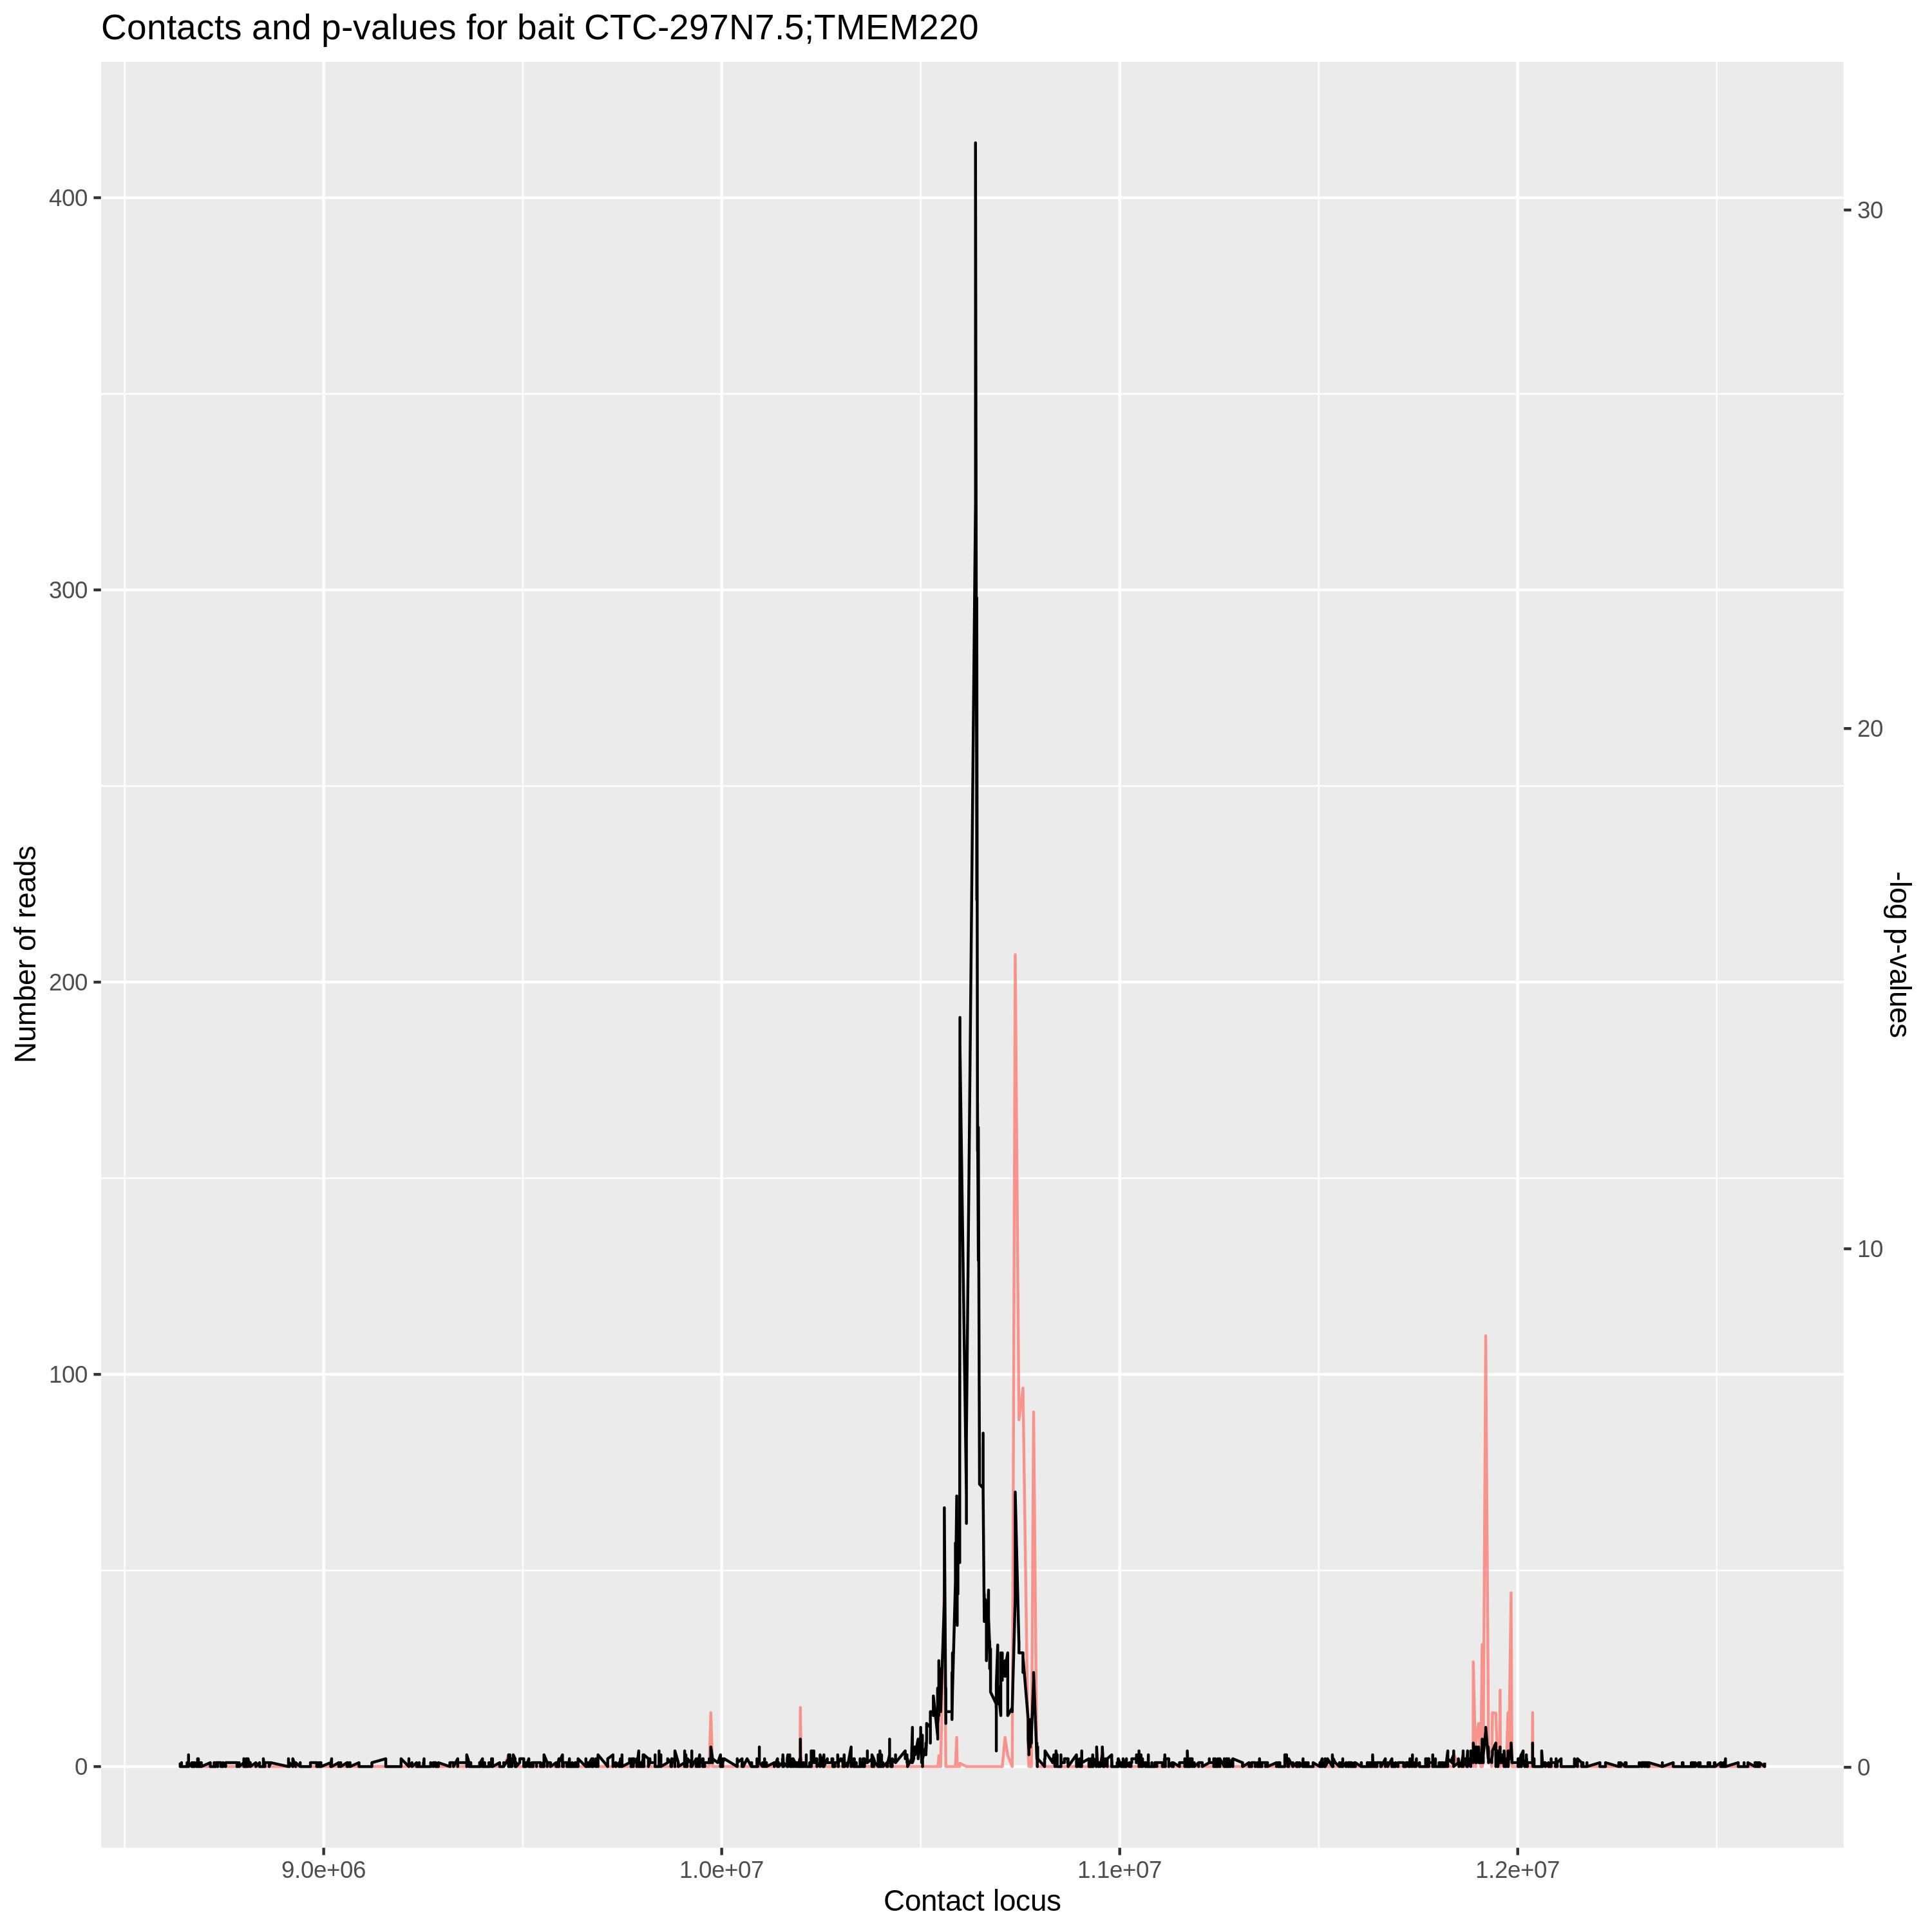 Contacts and p-values for bait CTC-297N7.5;TMEM220
Number of reads
400
300
200
100
0
30
20
10
0
-log p-values
9.0e+06 1.0e+07 1.1e+07 1.2e+07
Contact locus